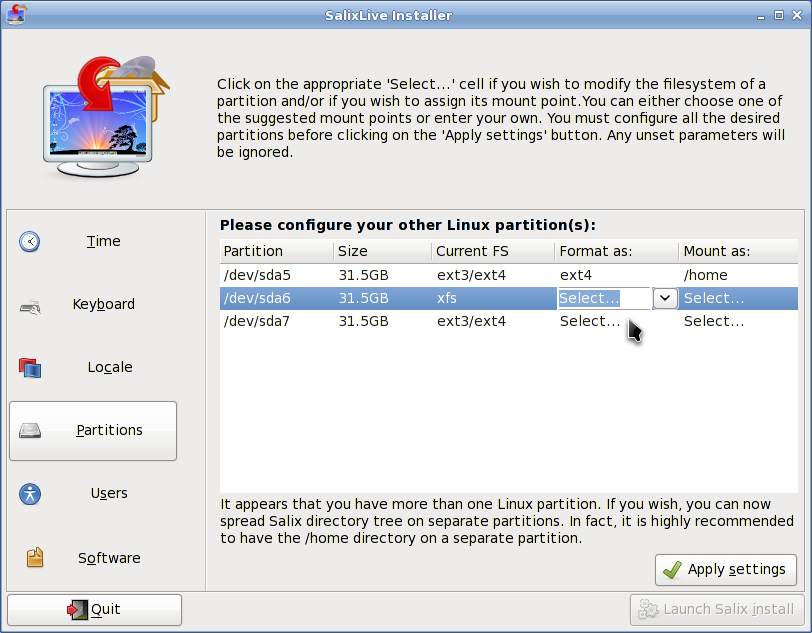 SalixLive Installer
Click on the appropriate 'Select...' cell if you wish to modify the filesystem of a
partition and/or if you wish to assign its mount point.You can either choose one of
the suggested mount points or enter your own. You must configure all the desired
partitions before clicking on the 'Apply settings' button. Any unset parameters will
be ignored.
Time
Keyboard
Locale
Partitions
Users
Software
Please configure your other Linux partition(s):
Partition Size Current FS Format as: Mount as:
/dev/sda5 31.5GB ext3/ext4 ext4 /home
/dev/sda6 31.5GB xfs Select... Select...
/dev/sda7 31.5GB ext3/ext4 Select... Select...
It appears that you have more than one Linux partition. If you wish, you can now
spread Salix directory tree on separate partitions. In fact, it is highly recommended
to have the /home directory on a separate partition.
Apply settings
Quit
Launch Salix install